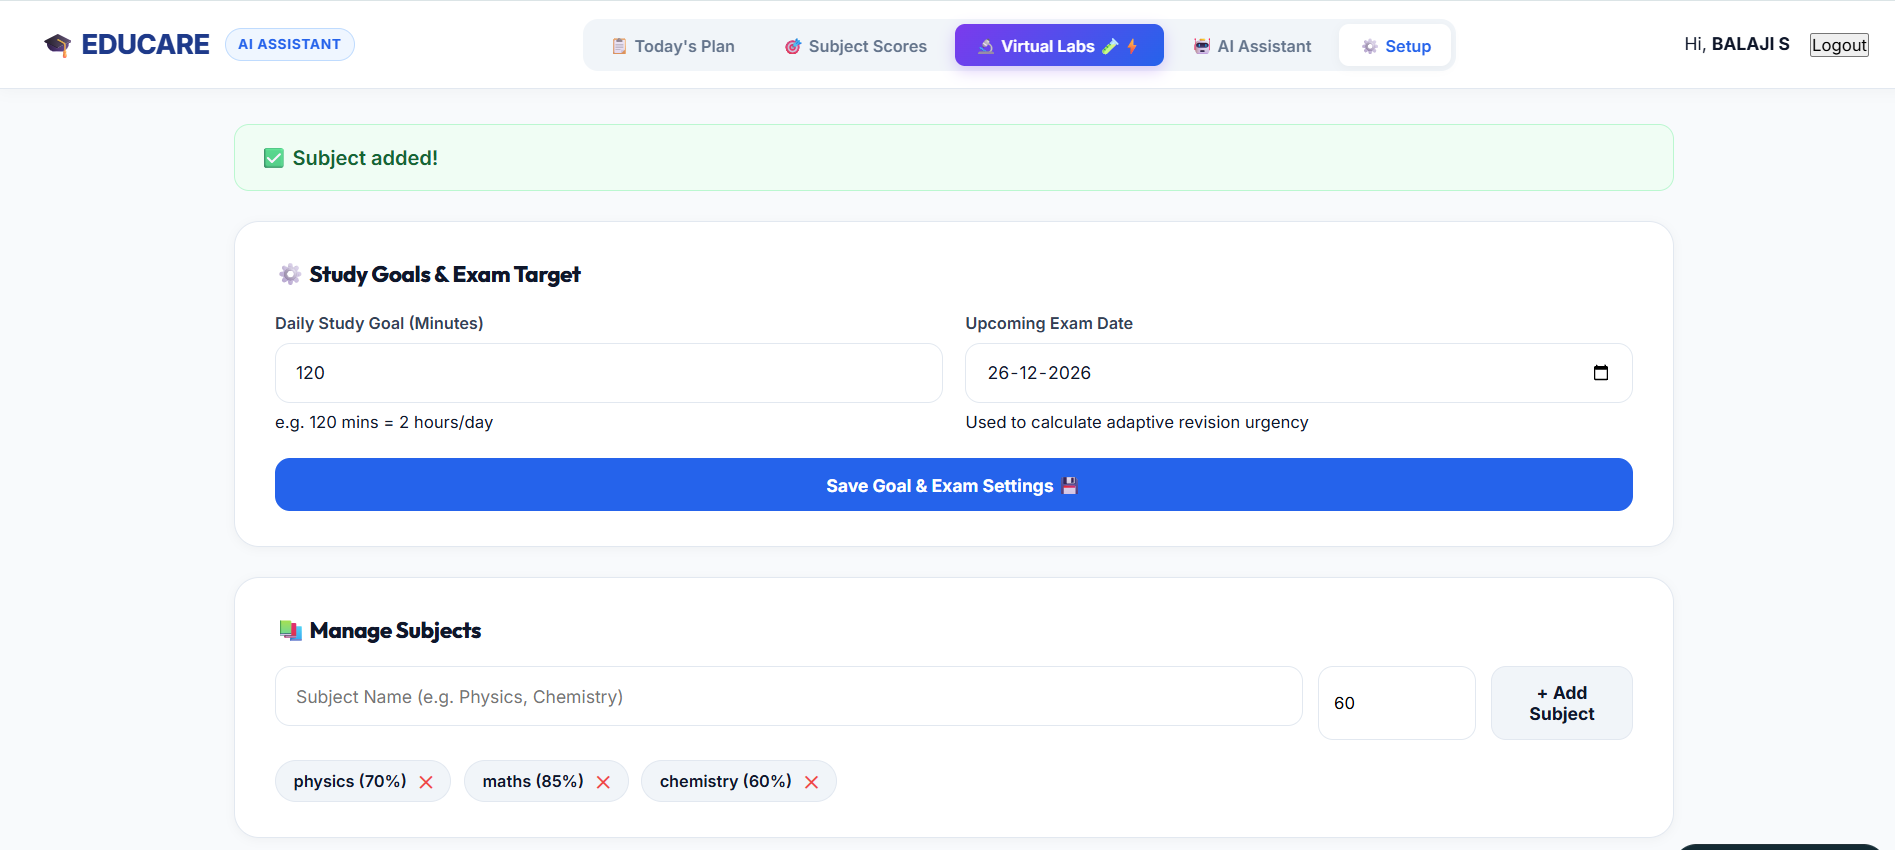 EDUCARE
AI ASSISTANT
Today's Plan
Subject Scores
Virtual Labs
AI Assistant
Setup
Hi, BALAJI S
Logout
Subject added!
Study Goals & Exam Target
Daily Study Goal (Minutes)
Upcoming Exam Date
120
26-12-2026
e.g. 120 mins = 2 hours/day
Used to calculate adaptive revision urgency
Save Goal & Exam Settings
Manage Subjects
Subject Name (e.g. Physics, Chemistry)
60
+ Add
Subject
physics (70%)
maths (85%)
chemistry (60%)